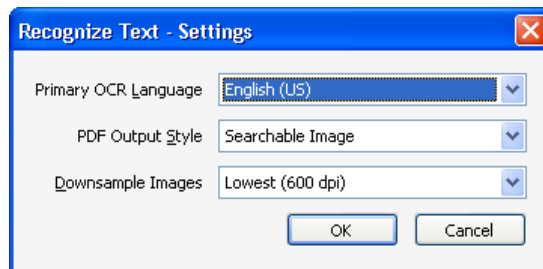 Recognize Text - Settings
Primary OCR Language English (US)
PDF Output Style Searchable Image
Downsample Images Lowest (600 dpi)
OK Cancel